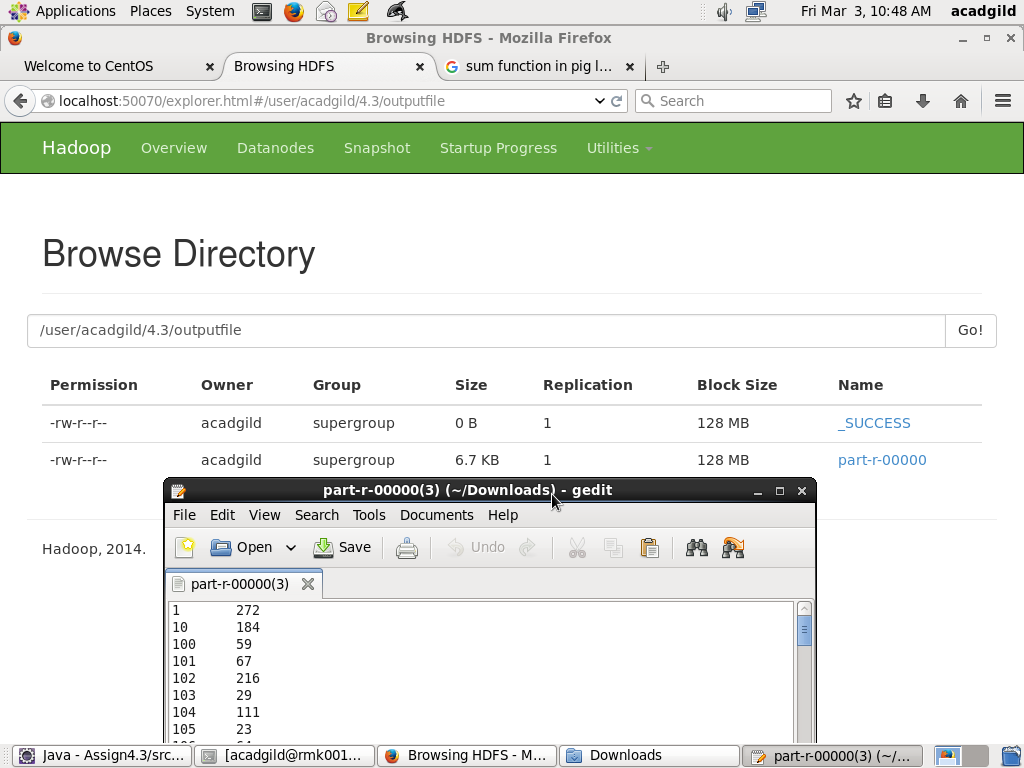 Applications Places System Fri Mar 3, 10:48 AM acadgild
Browsing HDFS - Mozilla Firefox
Welcome to CentOS Browsing HDFS sum function in pig l...
localhost:50070/explorer.html#/user/acadgild/4.3/outputfile Search
Hadoop Overview Datanodes Snapshot Startup Progress Utilities
Browse Directory
/user/acadgild/4.3/outputfile Go!
Permission Owner Group Size Replication Block Size Name
-rw-r--r-- acadgild supergroup 0 B 1 128 MB _SUCCESS
-rw-r--r-- acadgild supergroup 6.7 KB 1 128 MB part-r-00000
part-r-00000(3) (~/Downloads) - gedit
File Edit View Search Tools Documents Help
Hadoop, 2014.
Open Save Undo
part-r-00000(3)
1 272
10 184
100 59
101 67
102 216
103 29
104 111
105 23
Java - Assign4.3/src... [acadgild@rmk001... Browsing HDFS - M... Downloads part-r-00000(3) (~/...